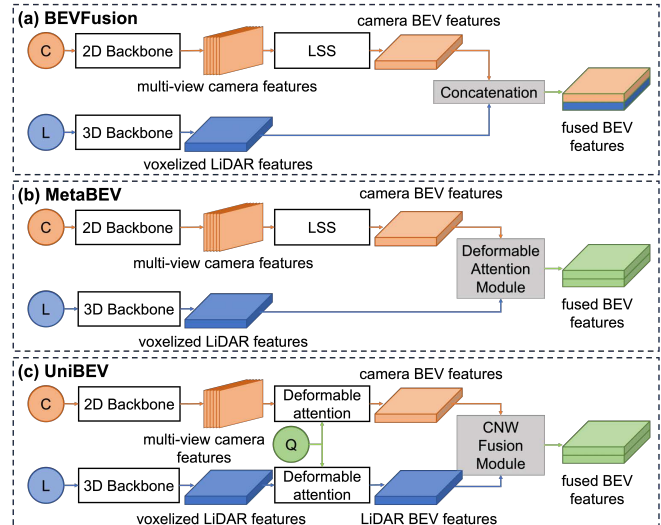 (a) BEVFusion
camera BEV features
C
2D Backbone
LSS
multi-view camera features
Concatenation
L
3D Backbone
voxelized LiDAR features
fused BEV
features
(b) MetaBEV
camera BEV features
C
2D Backbone
LSS
multi-view camera features
Deformable
Attention
Module
L
3D Backbone
voxelized LiDAR features
fused BEV
features
(c) UniBEV
camera BEV features
C
2D Backbone
Deformable
attention
multi-view camera
features
Q
CNW
Fusion
Module
L
3D Backbone
Deformable
attention
voxelized LiDAR features
LiDAR BEV features
fused BEV
features